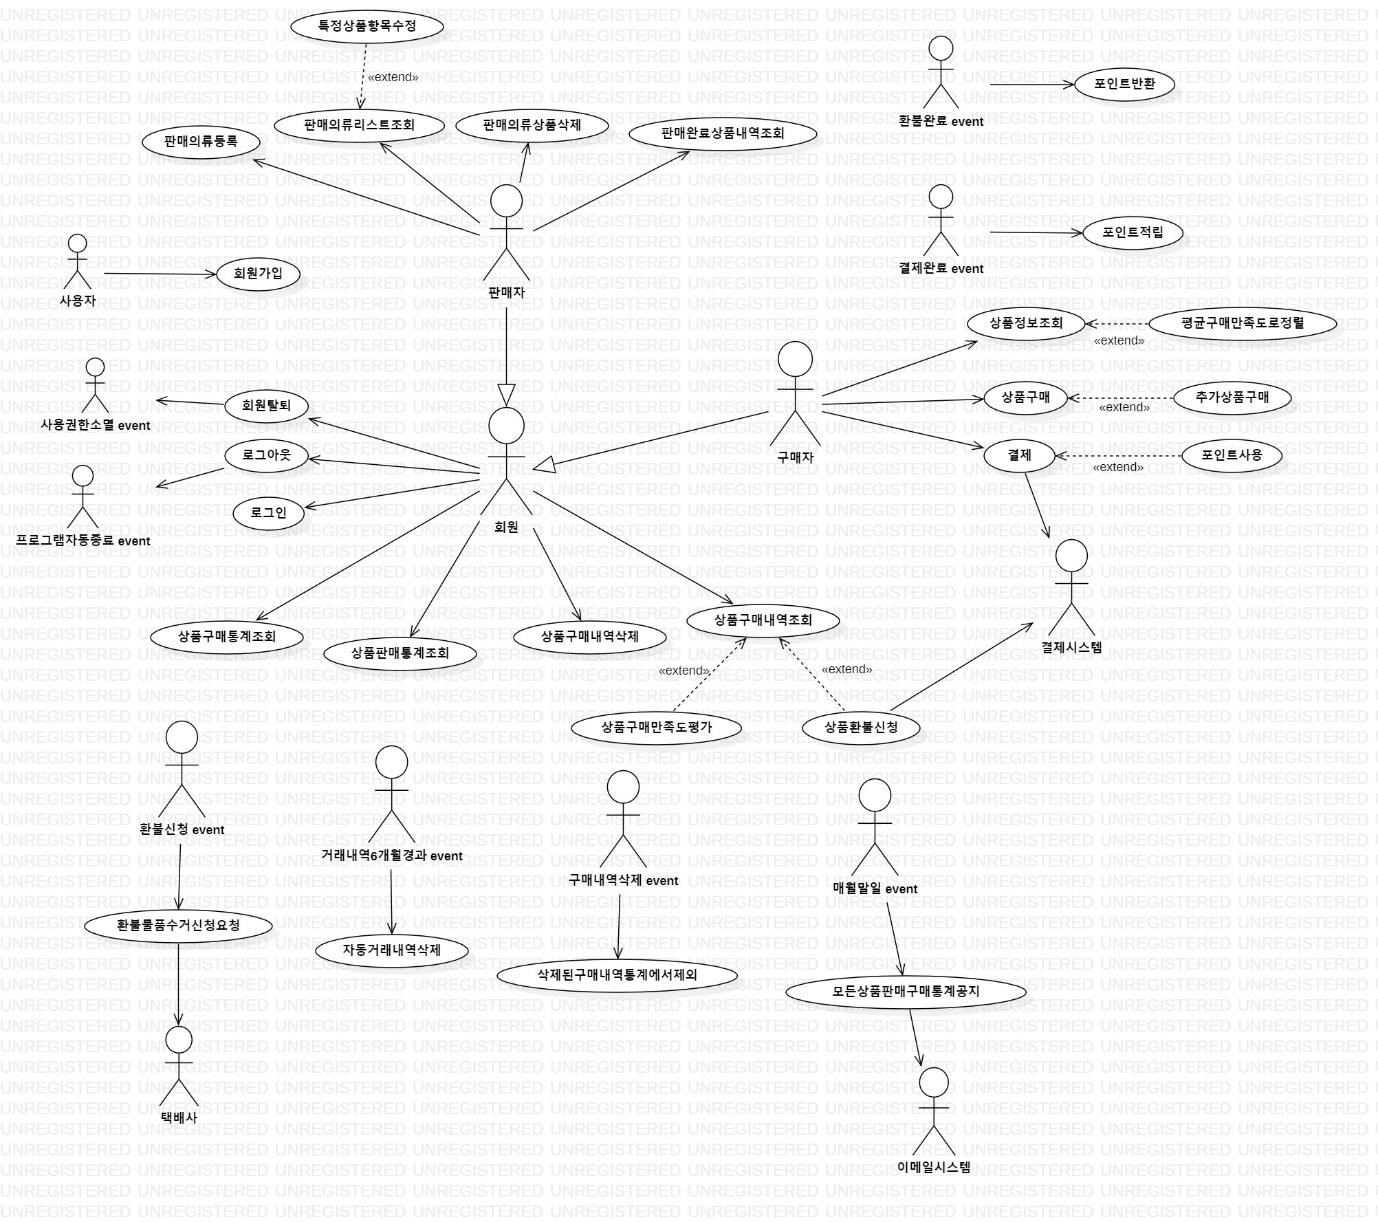 특정상품항목수정
«extend»
판매의류등록
판매의류리스트조회
판매의류상품삭제
판매완료상품내역조회
환불완료 event
포인트반환
사용자
회원가입
판매자
결제완료 event
포인트적립
상품정보조회
«extend»
평균구매만족도로정렬
사용권한소멸 event
회원탈퇴
구매자
상품구매
«extend»
추가상품구매
프로그램자동종료 event
로그아웃
로그인
회원
결제
«extend»
포인트사용
상품구매통계조회
상품판매통계조회
상품구매내역삭제
상품구매내역조회
결제시스템
«extend»
«extend»
상품구매만족도평가
상품환불신청
환불신청 event
거래내역6개월경과 event
구매내역삭제 event
매월말일 event
환불물품수거신청요청
자동거래내역삭제
삭제된구매내역통계에서제외
모든상품판매구매통계공지
택배사
이메일시스템
UNREGISTERED